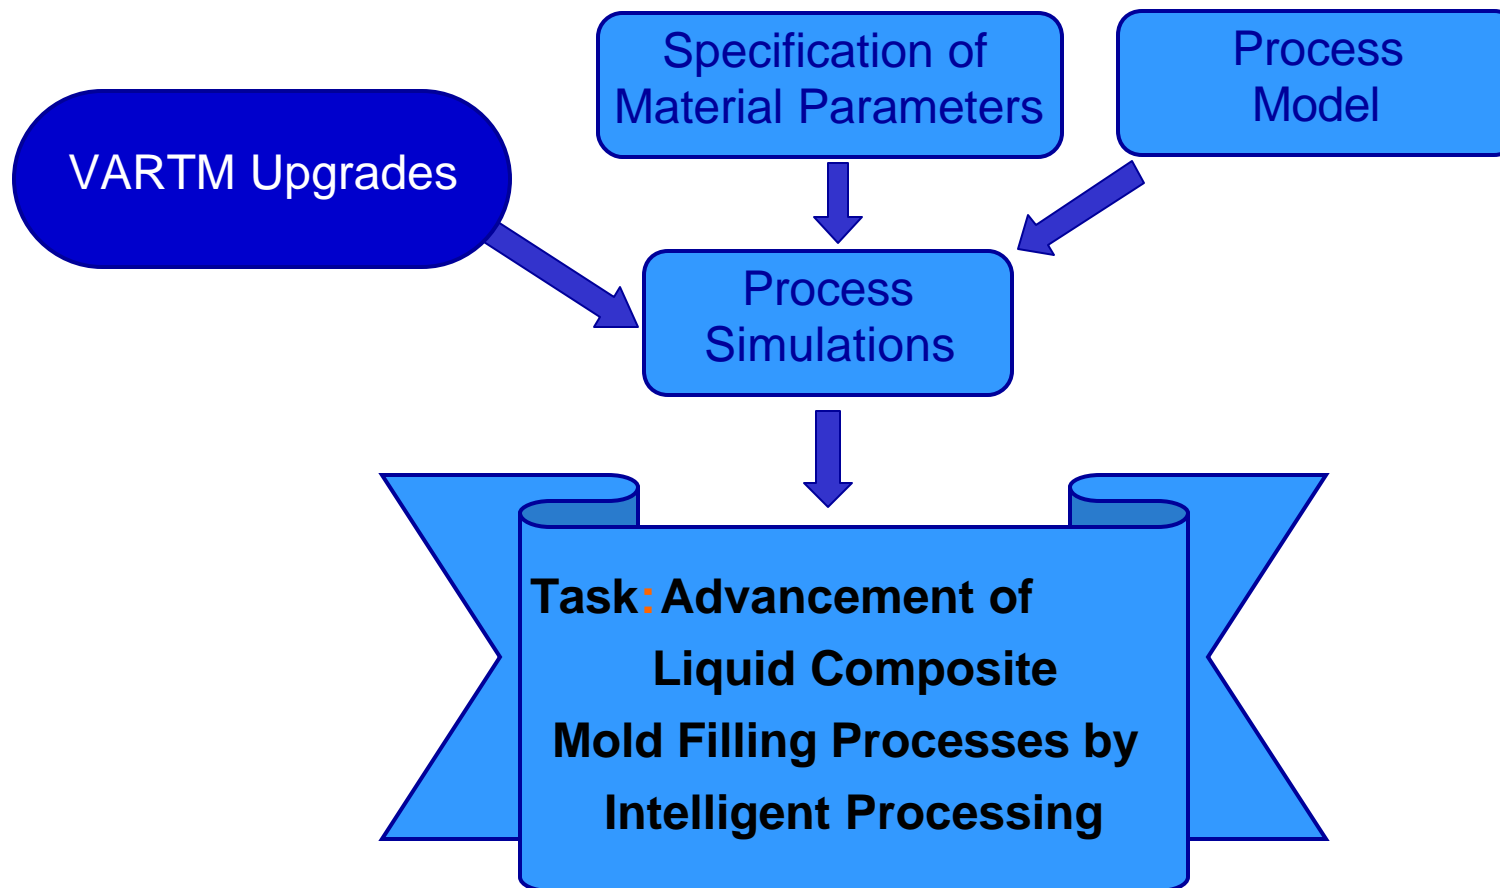 Specification of
Material Parameters
Process
Model
VARTM Upgrades
Process
Simulations
Task: Advancement of
Liquid Composite
Mold Filling Processes by
Intelligent Processing